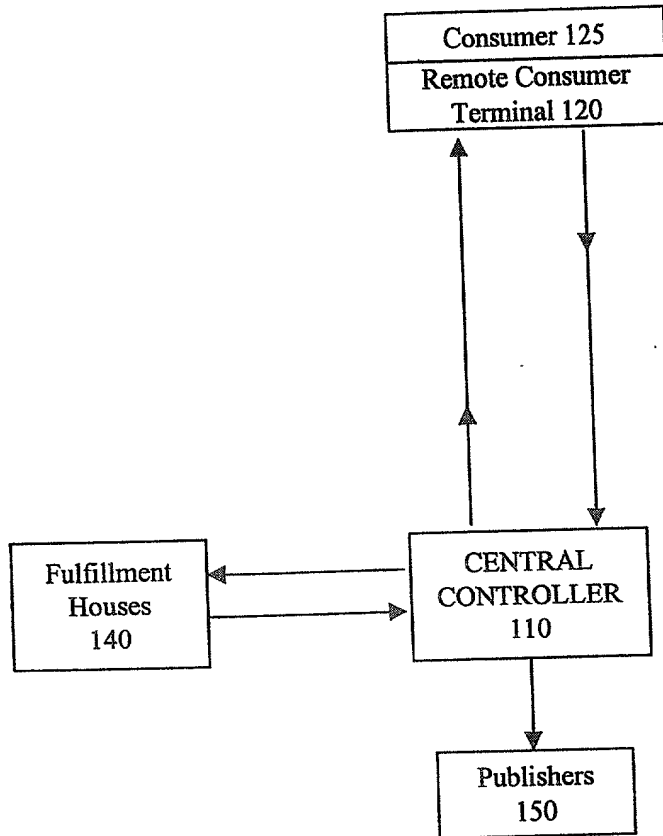 Consumer 125
Remote Consumer
Terminal 120
Fulfillment
Houses
140
CENTRAL
CONTROLLER
110
Publishers
150